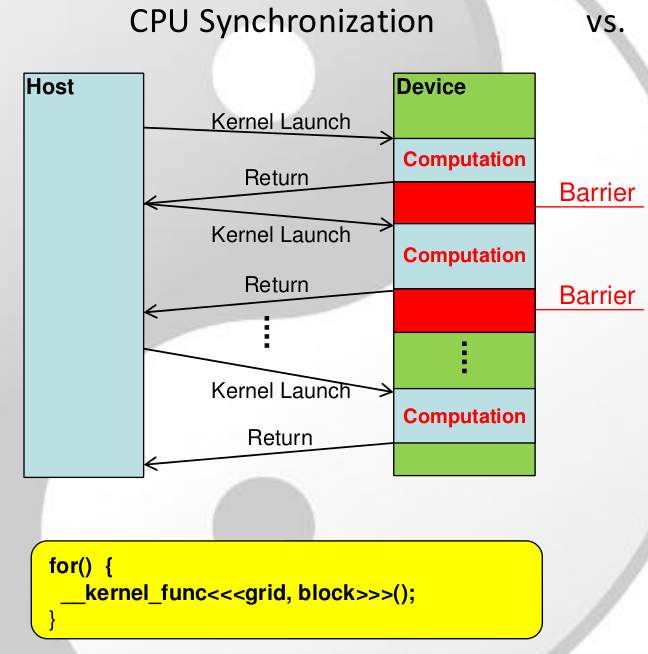 CPU Synchronization vs.
Host
Device
Kernel Launch
Computation
Return
Barrier
Kernel Launch
Computation
Return
Barrier
Kernel Launch
Computation
Return
for() {
__kernel_func<<<grid, block>>>();
}